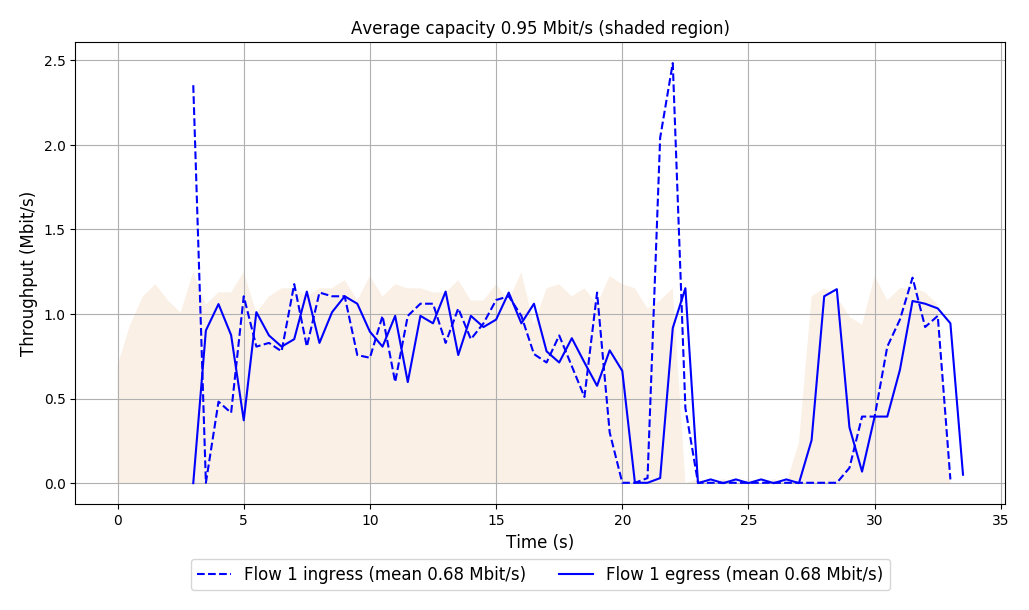 Average capacity 0.95 Mbit/s (shaded region)
Throughput (Mbit/s)
2.5
2.0
1.5
1.0
0.5
0.0
0 5 10 15 20 25 30 35
Time (s)
Flow 1 ingress (mean 0.68 Mbit/s) Flow 1 egress (mean 0.68 Mbit/s)